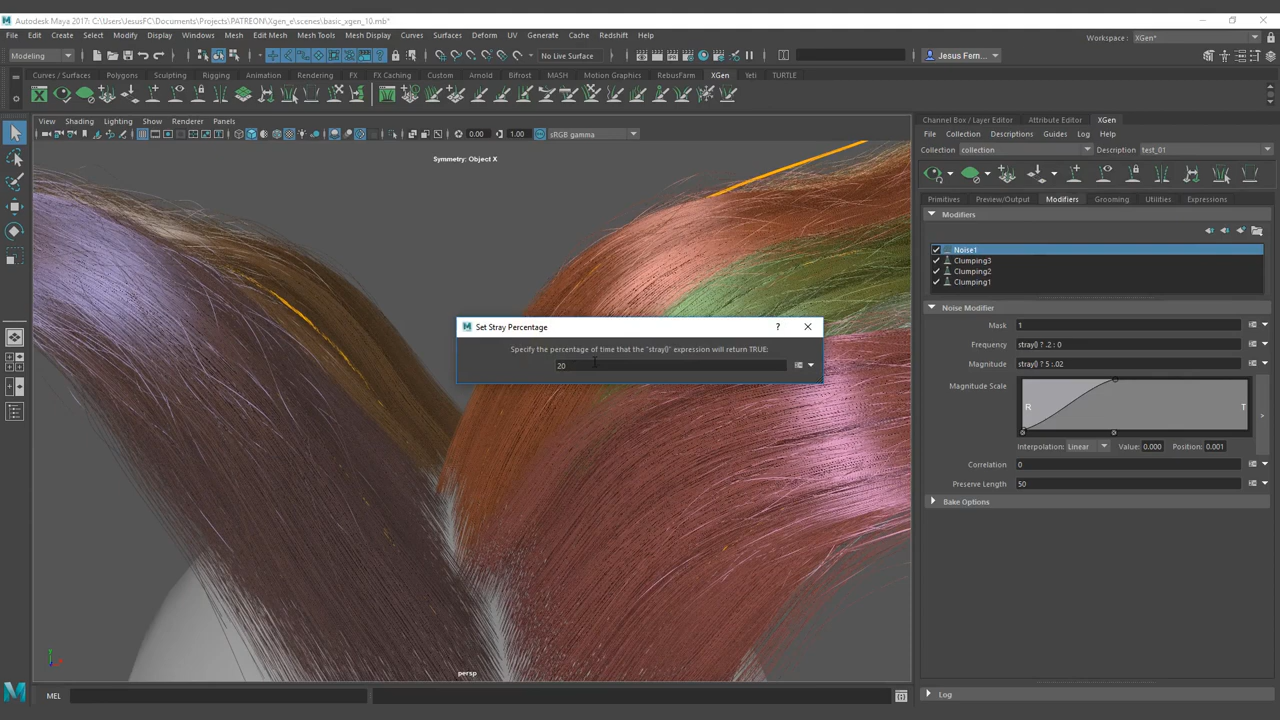 Autodesk Maya 2017: C:\Users\JesusFC\Documents\Projects\PATREON\Xgen_e\scenes\basic_xgen_10.mb*
File Edit Create Select Modify Display Windows Mesh Edit Mesh Mesh Tools Mesh Display Curves Surfaces Deform UV Generate Cache Redshift Help
Workspace : XGen*
Modeling
No Live Surface
Jesus Fern...
Curves / Surfaces Polygons Sculpting Rigging Animation Rendering FX FX Caching Custom Arnold Bifrost MASH Motion Graphics RebusFarm XGen Yeti TURTLE
View Shading Lighting Show Renderer Panels
0.00 1.00 sRGB gamma
Symmetry: Object X
Channel Box / Layer Editor Attribute Editor XGen
File Collection Descriptions Guides Log Help
Collection collection Description test_01
Primitives Preview/Output Modifiers Grooming Utilities Expressions
Modifiers
Noise1
Clumping3
Clumping2
Clumping1
Noise Modifier
Mask 1
Frequency stray() ? .2 : 0
Magnitude stray() ? 5 :.02
Magnitude Scale
R T
Interpolation: Linear Value: 0.000 Position: 0.001
Correlation 0
Preserve Length 50
Bake Options
Set Stray Percentage ?
Specify the percentage of time that the "stray()" expression will return TRUE:
20
persp
MEL
Log